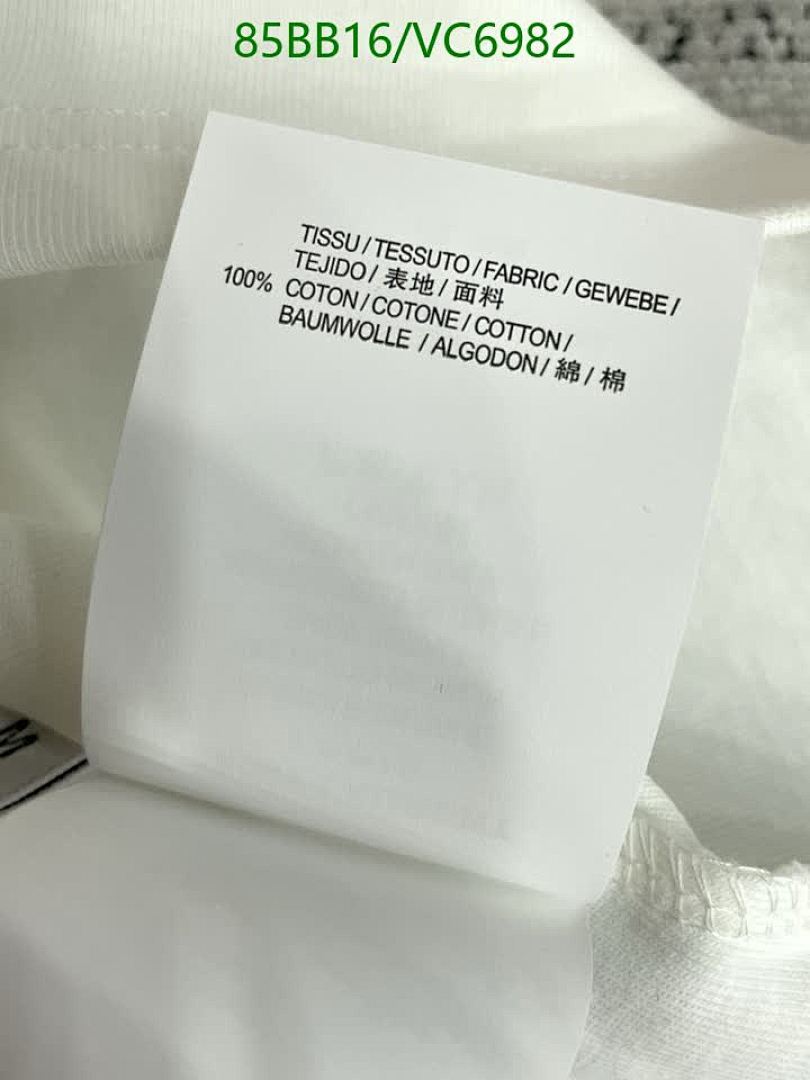 85BB16/VC6982
TISSU / TESSUTO / FABRIC / GEWEBE /
TEJIDO / 表地 / 面料
100% COTON / COTONE / COTTON /
BAUMWOLLE / ALGODON / 綿 / 棉
M